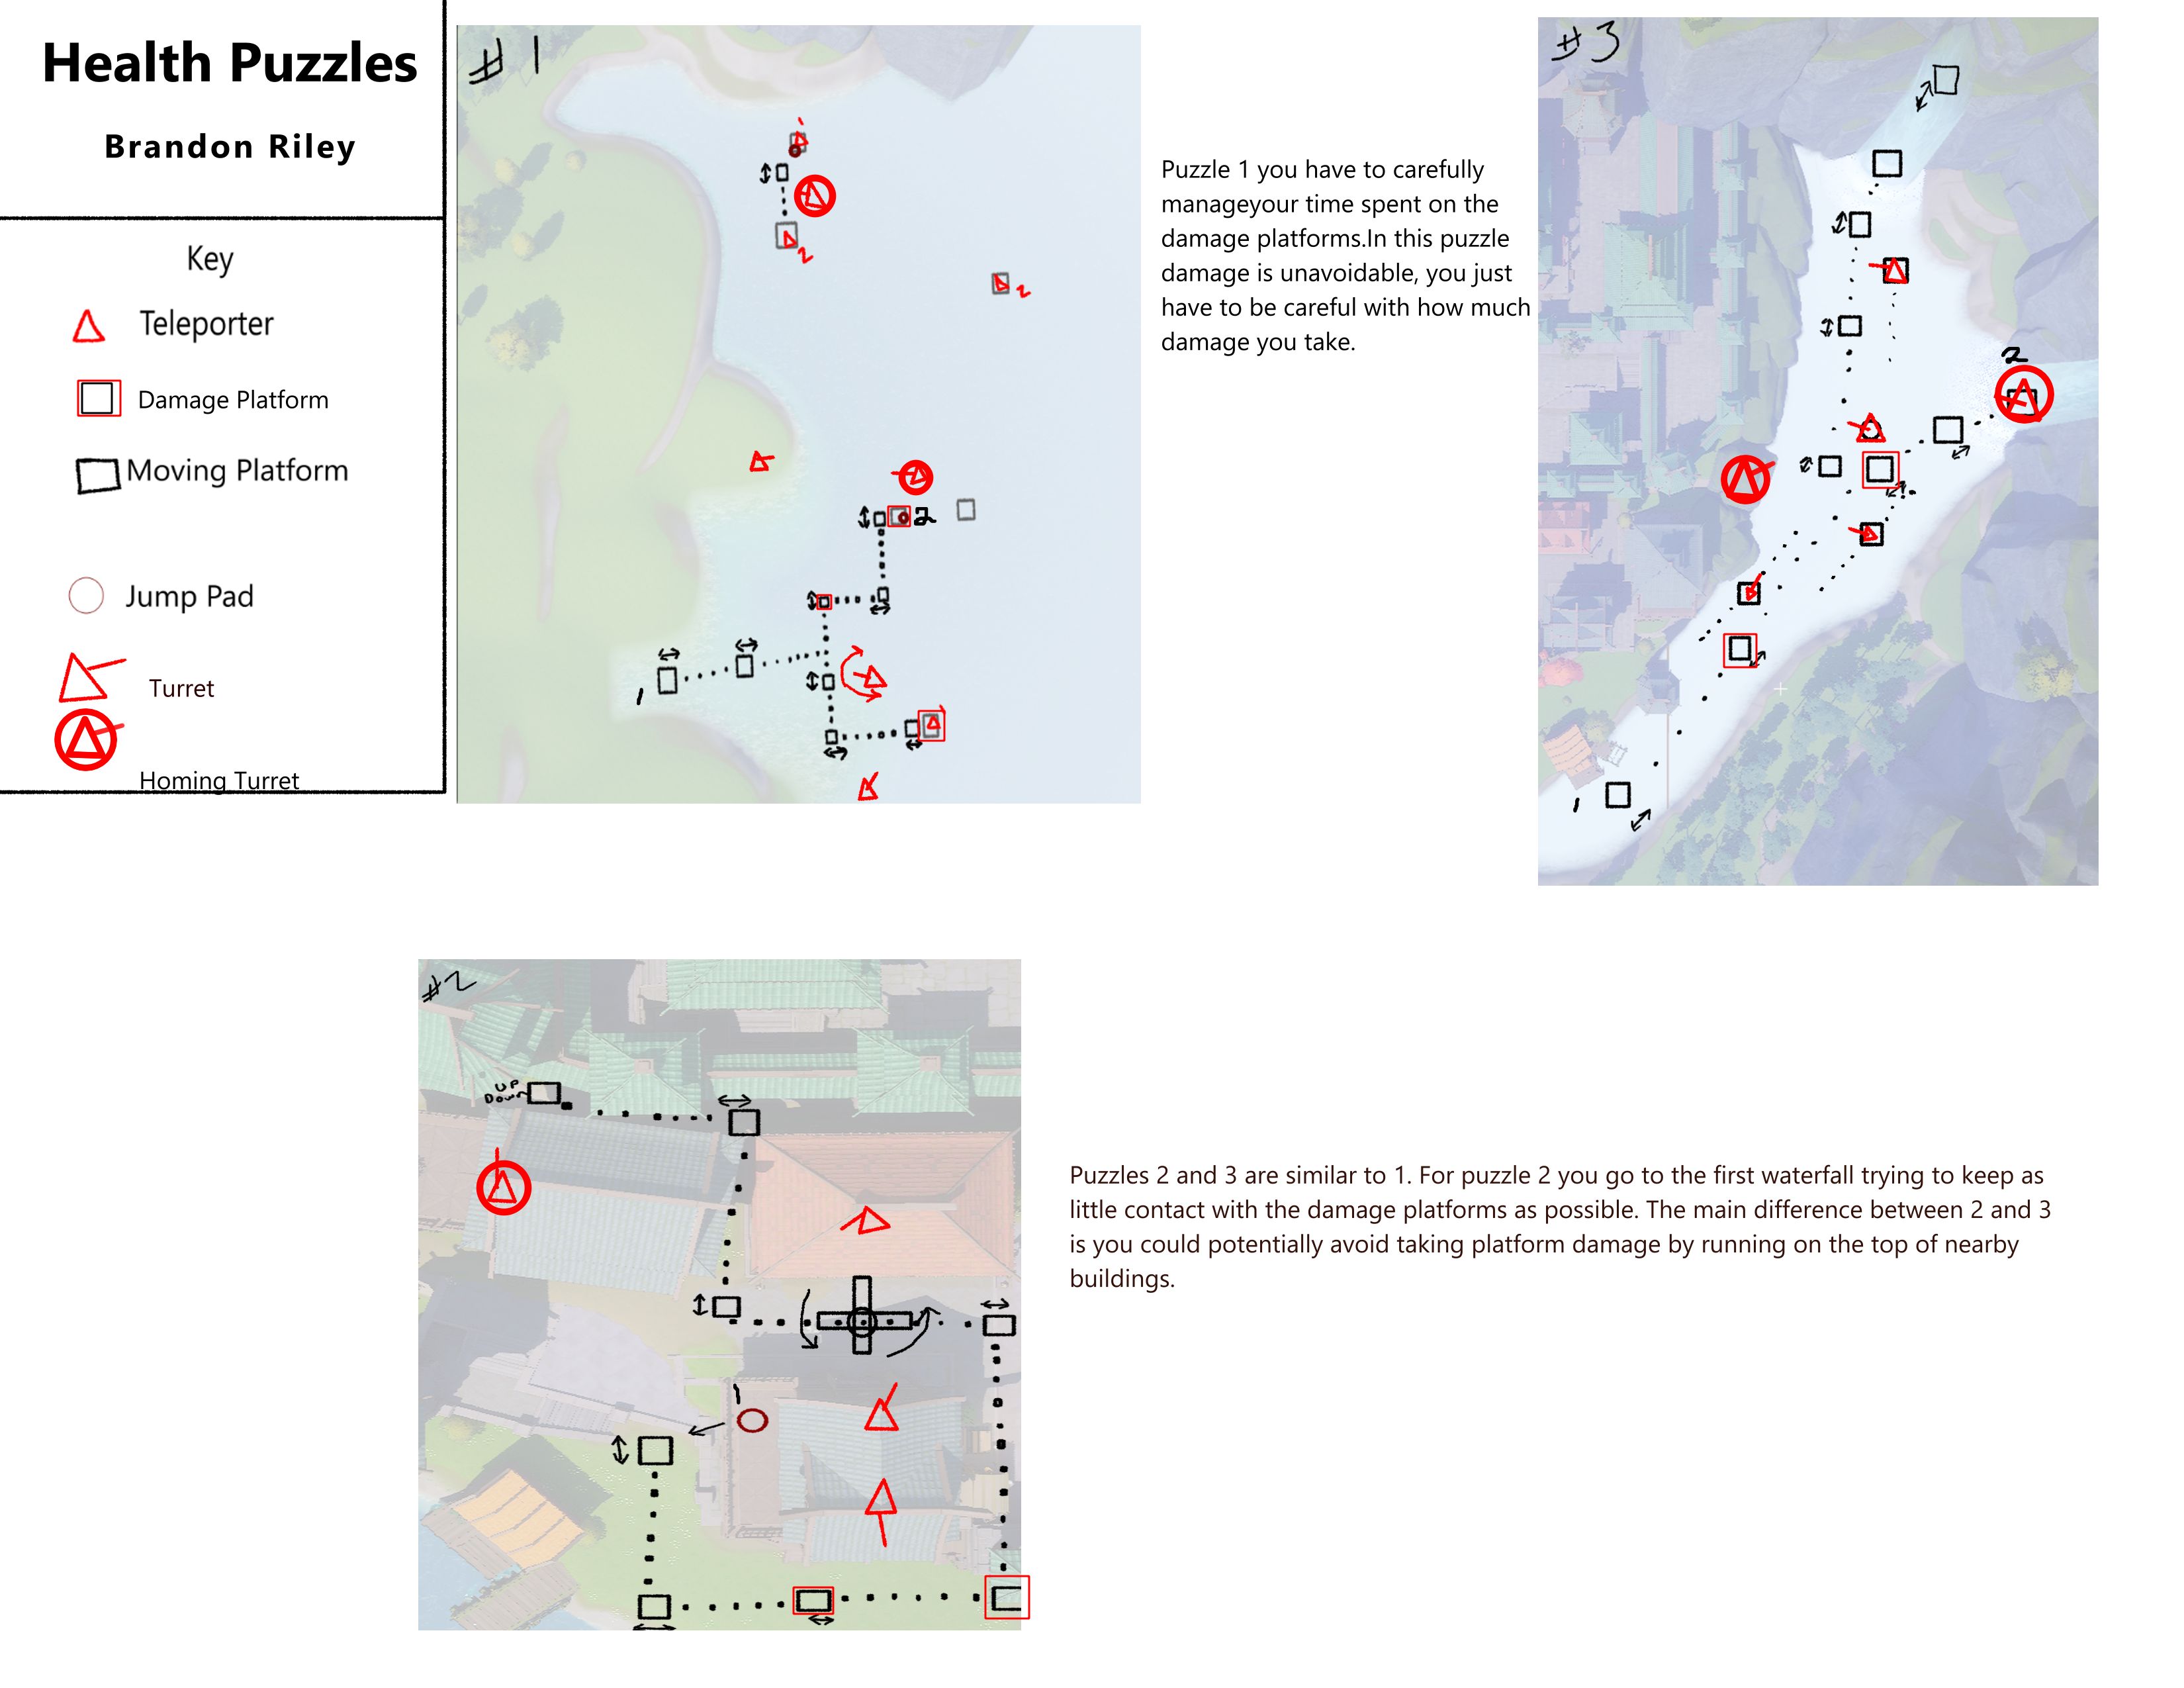 Health Puzzles
Brandon Riley
Key
Teleporter
Damage Platform
Moving Platform
Jump Pad
Turret
Homing Turret
#1
1
2
2
2
1
Puzzle 1 you have to carefully
manageyour time spent on the
damage platforms.In this puzzle
damage is unavoidable, you just
have to be careful with how much
damage you take.
#3
2
1
#2
UP
Down
1
Puzzles 2 and 3 are similar to 1. For puzzle 2 you go to the first waterfall trying to keep as
little contact with the damage platforms as possible. The main difference between 2 and 3
is you could potentially avoid taking platform damage by running on the top of nearby
buildings.